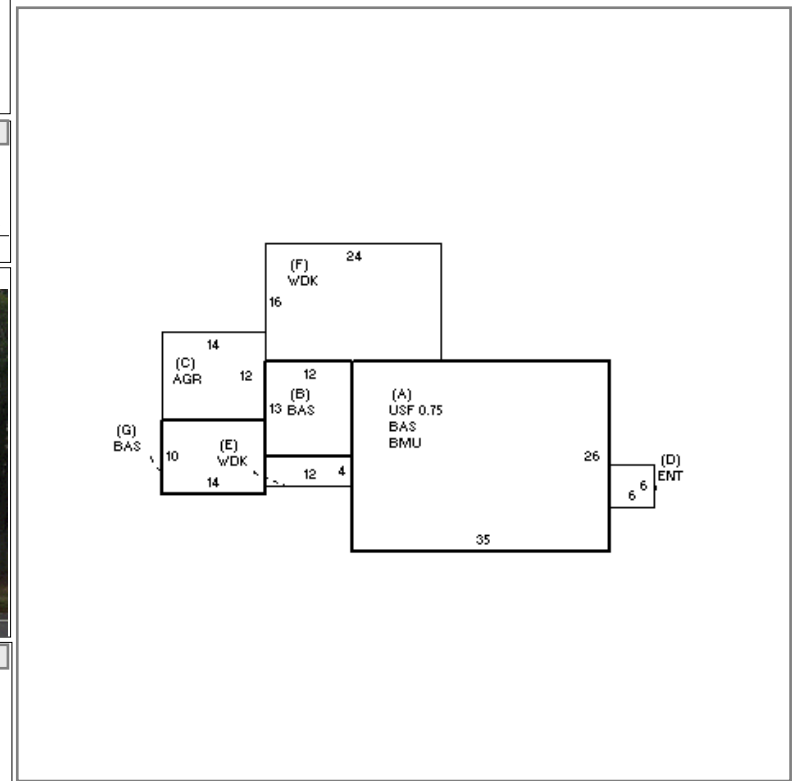 24
(F)
WDK
16
14
(C)
AGR
12
12
(B)
13 BAS
(A)
USF 0.75
BAS
BMU
(G)
BAS
10
(E)
WDK
14
12
4
26
(D)
ENT
6
6
35